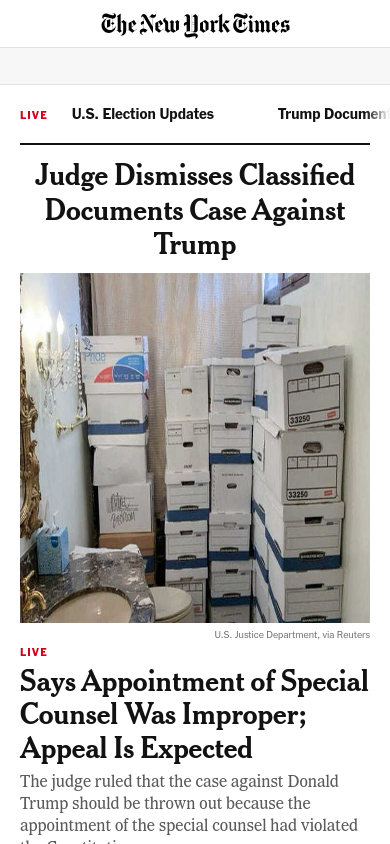 The New York Times
LIVE
U.S. Election Updates
Trump Documen
Judge Dismisses Classified
Documents Case Against
Trump
Pride
33250
33250
U.S. Justice Department, via Reuters
LIVE
Says Appointment of Special
Counsel Was Improper;
Appeal Is Expected
The judge ruled that the case against Donald
Trump should be thrown out because the
appointment of the special counsel had violated